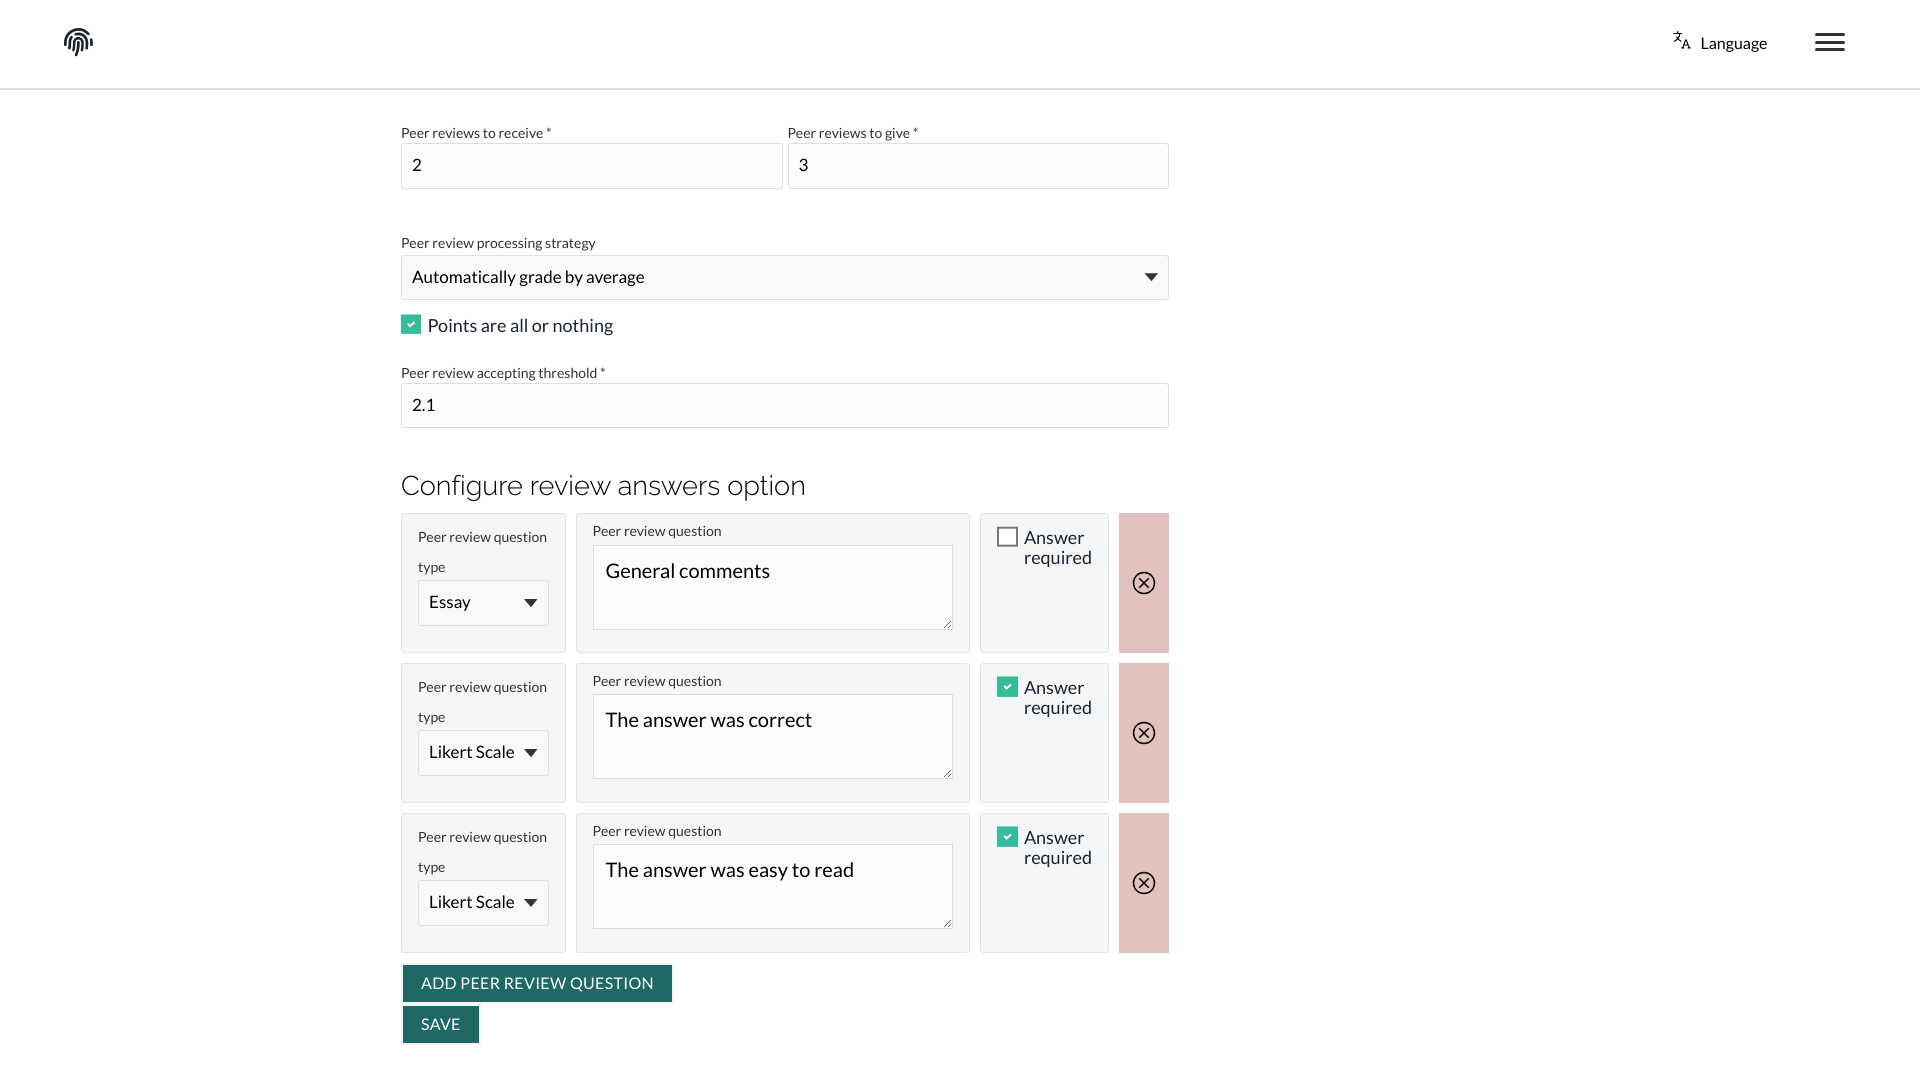 Language
Peer reviews to receive *
Peer reviews to give *
2
3
Peer review processing strategy
Automatically grade by average
Points are all or nothing
Peer review accepting threshold *
2.1
Configure review answers option
Peer review question
type
Essay
Peer review question
General comments
Answer
required
Peer review question
type
Likert Scale
Peer review question
The answer was correct
Answer
required
Peer review question
type
Likert Scale
Peer review question
The answer was easy to read
Answer
required
ADD PEER REVIEW QUESTION
SAVE